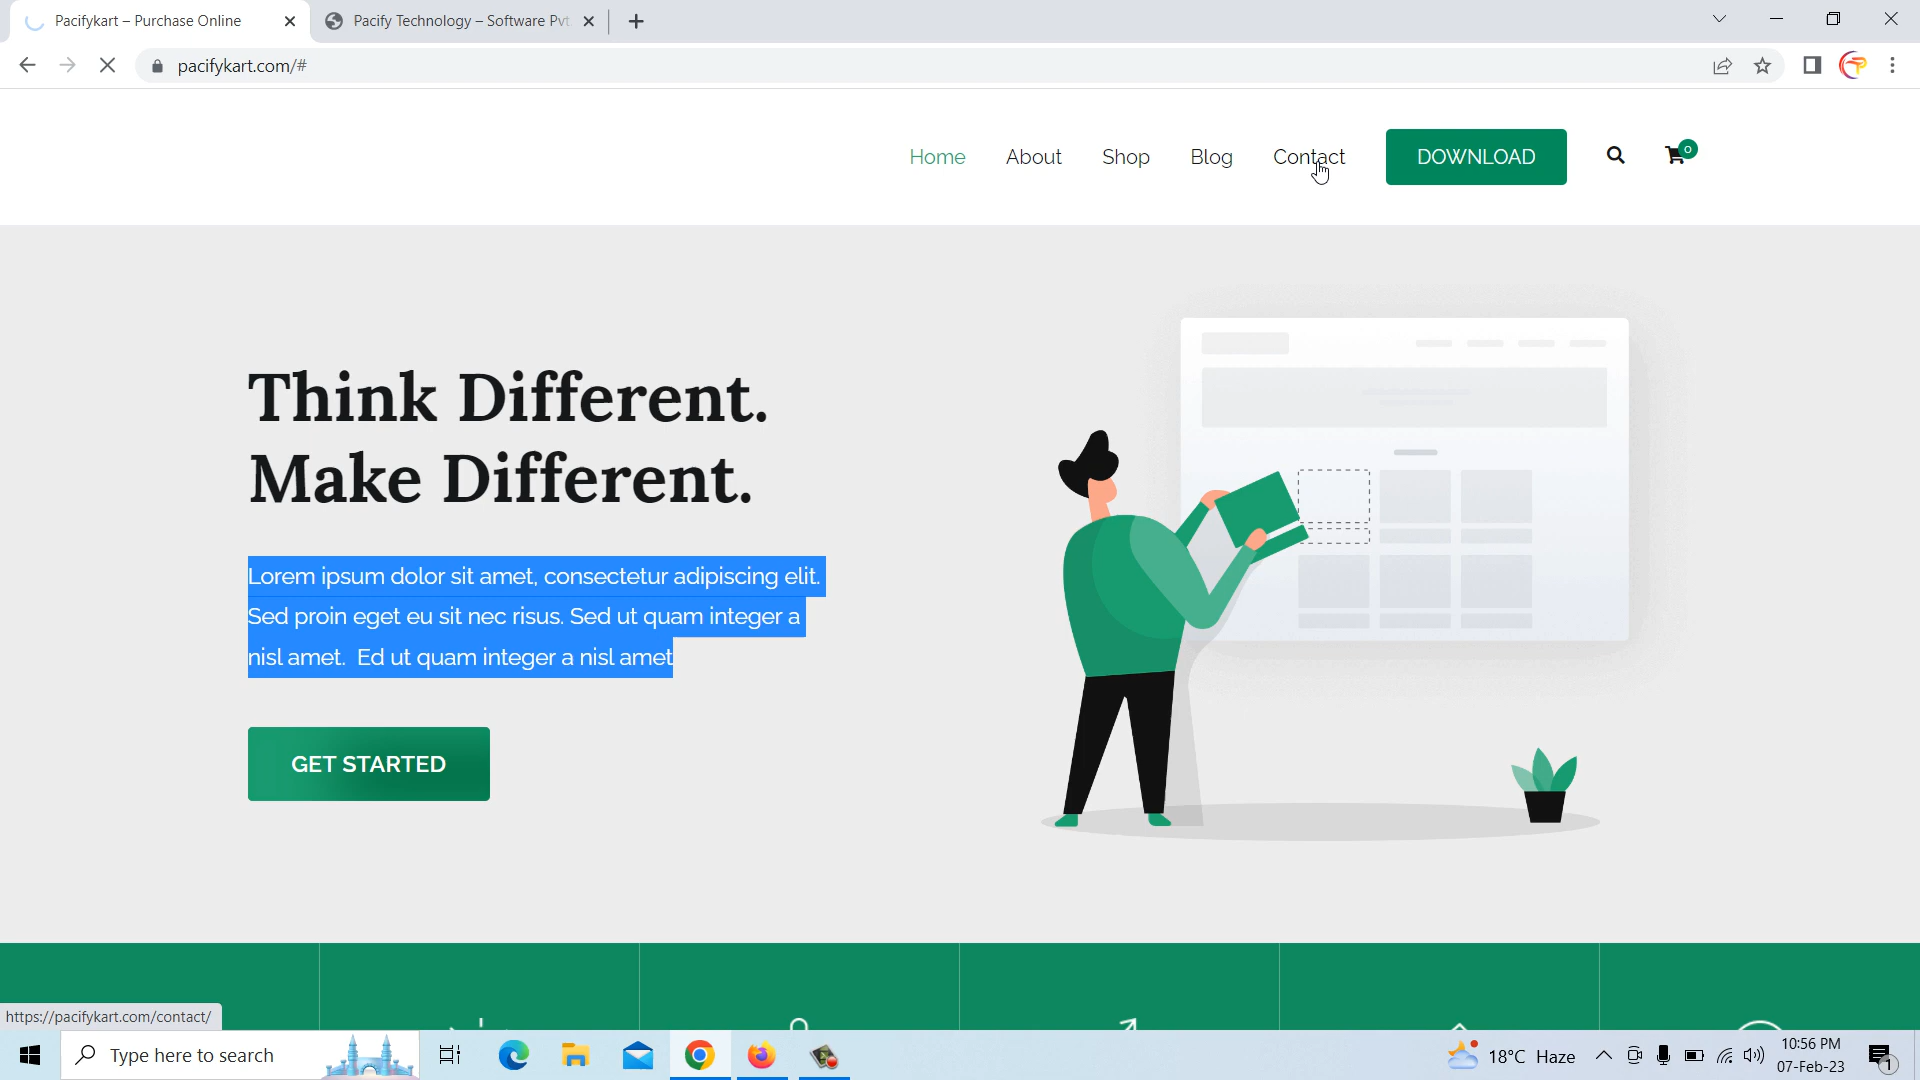 Pacifykart – Purchase Online
Pacify Technology – Software Pvt.
pacifykart.com/#
Home
About
Shop
Blog
Contact
DOWNLOAD
0
Think Different.
Make Different.
Lorem ipsum dolor sit amet, consectetur adipiscing elit.
Sed proin eget eu sit nec risus. Sed ut quam integer a
nisl amet.  Ed ut quam integer a nisl amet
GET STARTED
https://pacifykart.com/contact/
Type here to search
18°C Haze
10:56 PM
07-Feb-23
1